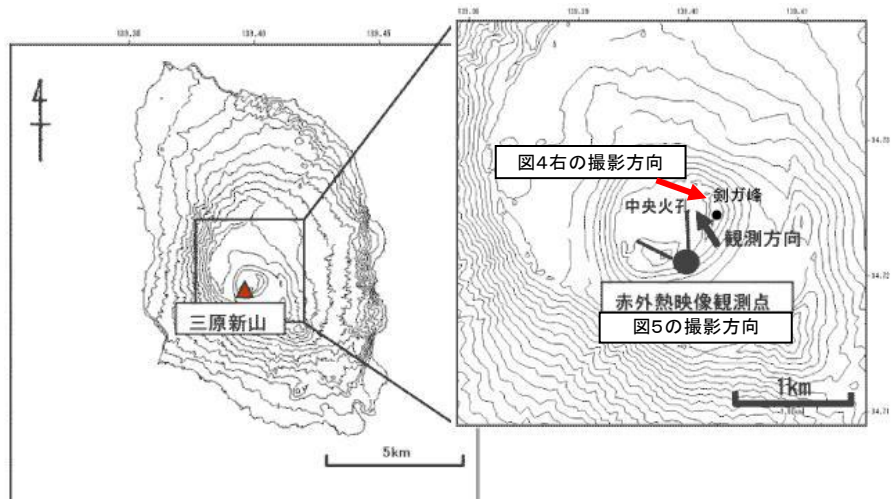 139.35
139.40
139.45
三原新山
5km
139.38
139.39
139.40
139.41
図4右の撮影方向
剣ガ峰
中央火孔
観測方向
赤外熱映像観測点
図5の撮影方向
1km
34.73
34.72
34.71